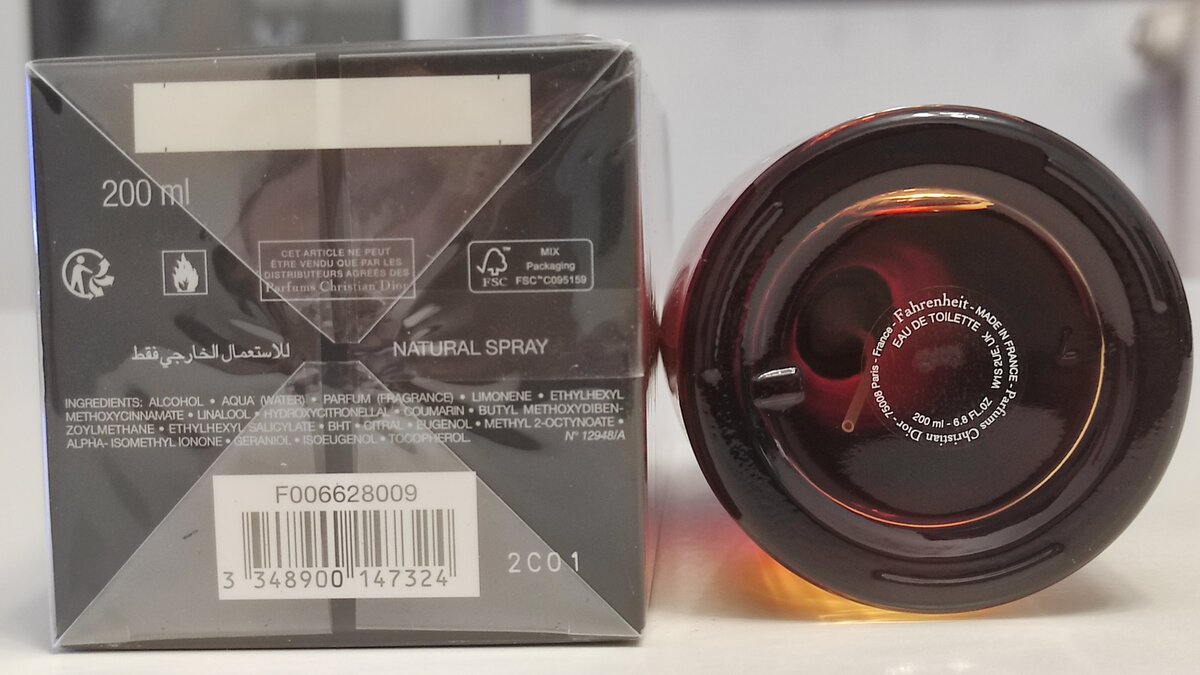 200 ml
CET ARTICLE NE PEUT
ÊTRE VENDU QUE PAR LES
DISTRIBUTEURS AGRÉÉS DES
Parfums Christian Dior
FSC™
MIX
Packaging
FSC™C095159
للاستعمال الخارجي فقط
NATURAL SPRAY
INGREDIENTS: ALCOHOL • AQUA (WATER) • PARFUM (FRAGRANCE) • LIMONENE • ETHYLHEXYL
METHOXYCINNAMATE • LINALOOL • HYDROXYCITRONELLAL • COUMARIN • BUTYL METHOXYDIBEN-
ZOYLMETHANE • ETHYLHEXYL SALICYLATE • BHT • CITRAL • EUGENOL • METHYL 2-OCTYNOATE •
ALPHA- ISOMETHYL IONONE • GERANIOL • ISOEUGENOL • TOCOPHEROL.
N° 12948/A
F006628009
3 348900 147324
2C01
Fahrenheit - MADE IN FRANCE - Parfums Christian Dior - 75008 Paris - France -
EAU DE TOILETTE
W1S 2UE, UK
200 ml - 6.8 FL.OZ